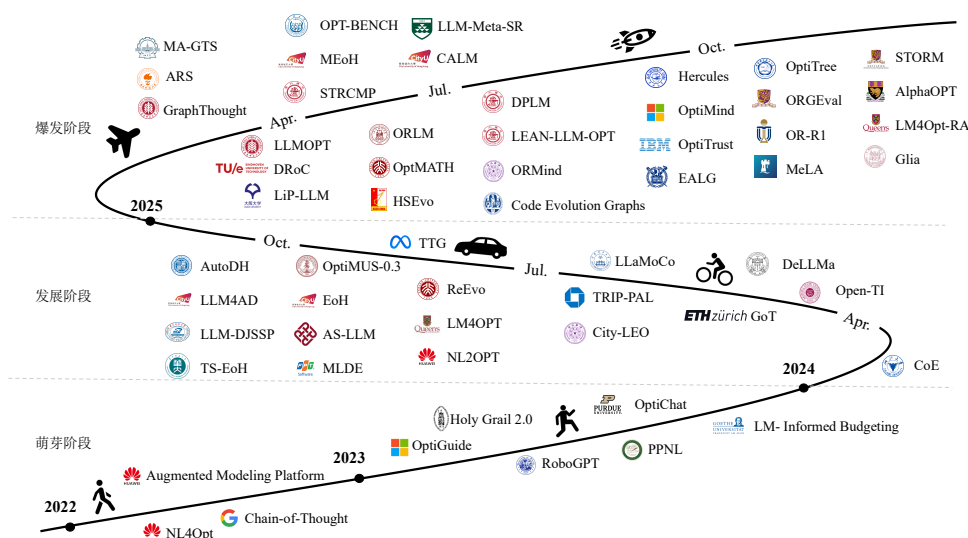 OPT-BENCH
LLM-Meta-SR
MA-GTS
MEoH
CALM
Oct.
OptiTree
STORM
ARS
Hercules
STRCMP
Jul.
DPLM
ORGEval
AlphaOPT
GraphThought
OptiMind
爆发阶段
Apr.
ORLM
LEAN-LLM-OPT
OR-R1
LM4Opt-RA
LLMOPT
IBM
OptiTrust
Glia
TU/e
DRoC
OptMATH
ORMind
MeLA
EALG
LiP-LLM
HSEvo
Code Evolution Graphs
2025
Oct.
TTG
AutoDH
OptiMUS-0.3
Jul.
LLaMoCo
DeLLMa
发展阶段
LLM4AD
EoH
ReEvo
TRIP-PAL
Open-TI
LLM-DJSSP
AS-LLM
LM4OPT
City-LEO
ETH zürich
GoT
Apr.
TS-EoH
MLDE
NL2OPT
2024
CoE
萌芽阶段
Holy Grail 2.0
PURDUE
OptiChat
LM- Informed Budgeting
OptiGuide
RoboGPT
PPNL
2023
Augmented Modeling Platform
2022
Chain-of-Thought
NL4Opt